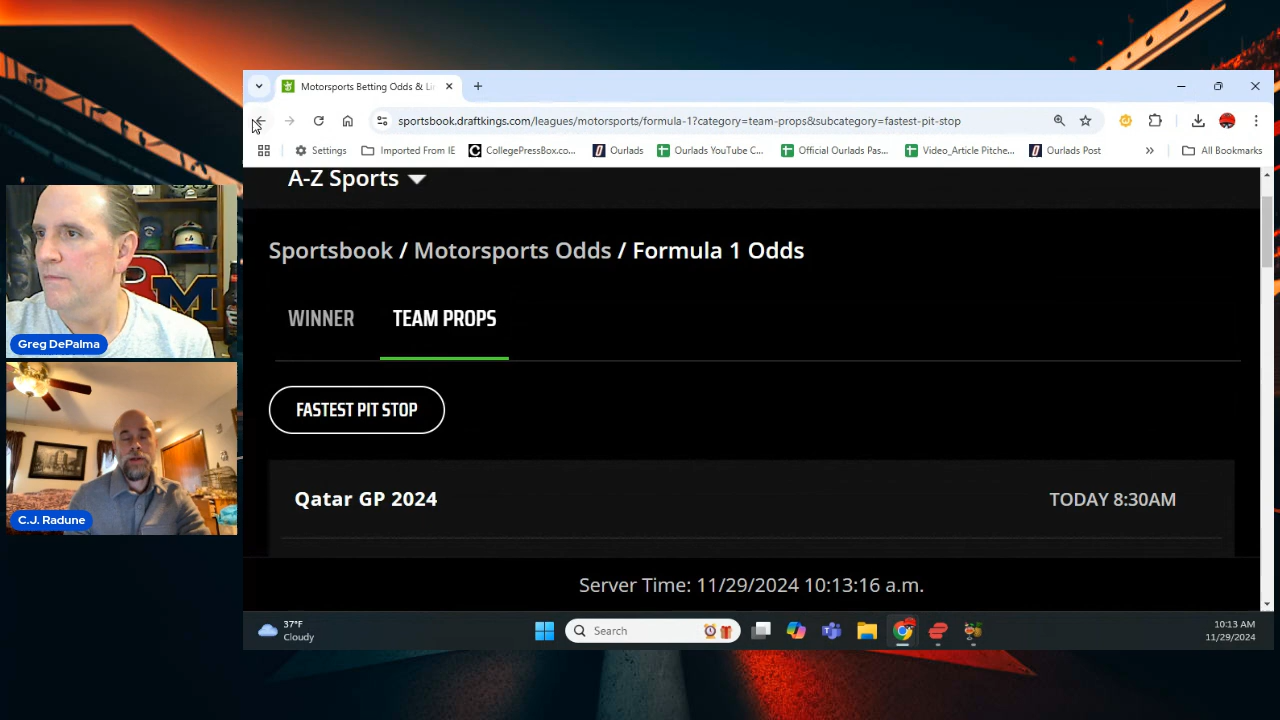 Motorsports Betting Odds & Li
sportsbook.draftkings.com/leagues/motorsports/formula-1?category=team-props&subcategory=fastest-pit-stop
Settings
Imported From IE
CollegePressBox.co...
Ourlads
Ourlads YouTube C...
Official Ourlads Pas...
Video_Article Pitche...
Ourlads Post
»
All Bookmarks
A-Z Sports
Sportsbook / Motorsports Odds / Formula 1 Odds
WINNER
TEAM PROPS
FASTEST PIT STOP
Qatar GP 2024
TODAY 8:30AM
Server Time: 11/29/2024 10:13:16 a.m.
37°F
Cloudy
Search
10:13 AM
11/29/2024
M
Greg DePalma
C.J. Radune